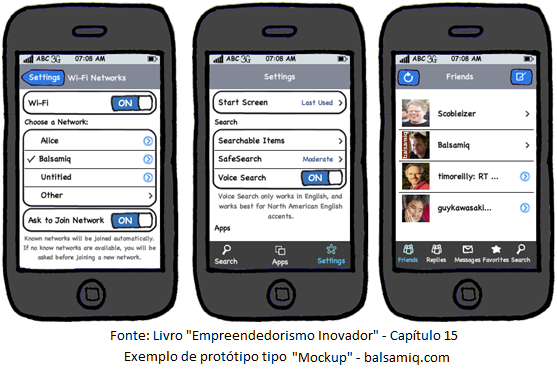 ABC 3G 07:08 AM
Settings Wi-Fi Networks
Wi-Fi ON
Choose a Network:
Alice
Balsamiq
Untitled
Other
Ask to Join Network ON
Known networks will be joined automatically.
If no know networks are available, you will be
asked before joining a new network.
ABC 3G 07:08 AM
Settings
Start Screen Last Used
Search
Searchable Items
SafeSearch Moderate
Voice Search ON
Voice Search only works in English, and
works best for North American English
accents.
Apps
Search Apps Settings
ABC 3G 07:08 AM
Friends
Scobleizer
balsamiq
Balsamiq
timoreilly: RT ...
guykawasaki...
Friends Replies Messages Favorites Search
Fonte: Livro "Empreendedorismo Inovador" - Capítulo 15
Exemplo de protótipo tipo "Mockup" - balsamiq.com